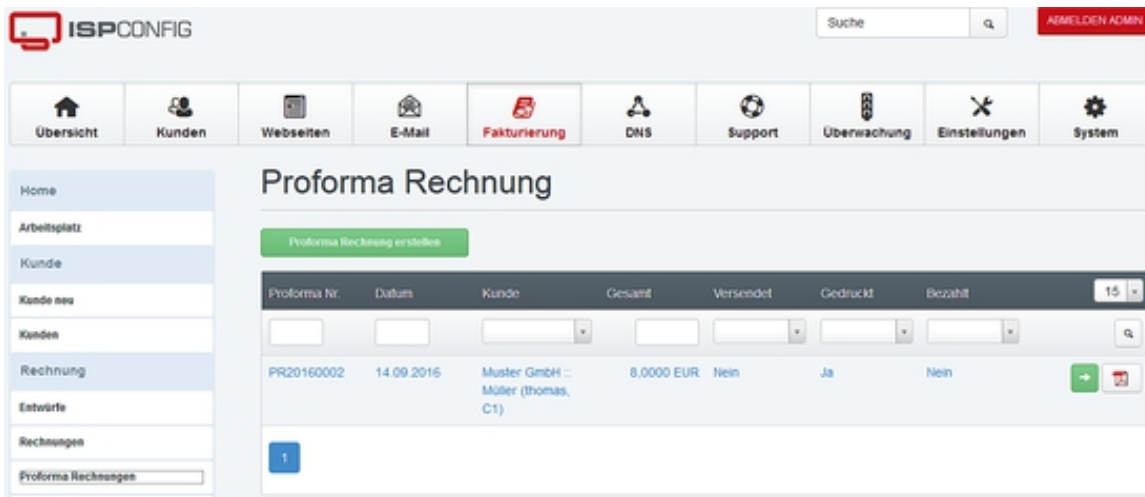 ISPCONFIG
Suche
ABMELDEN ADMIN
Übersicht
Kunden
Webseiten
E-Mail
Fakturierung
DNS
Support
Überwachung
Einstellungen
System
Home
Arbeitsplatz
Kunde
Kunde neu
Kunden
Rechnung
Entwürfe
Rechnungen
Proforma Rechnungen
Proforma Rechnung
Proforma Rechnung erstellen
Proforma Nr. Datum Kunde Gesamt Versendet Gedruckt Bezahlt 15
PR20160002 14.09.2016 Muster GmbH :: 8,0000 EUR Nein Ja Nein
Müller (thomas,
C1)
1